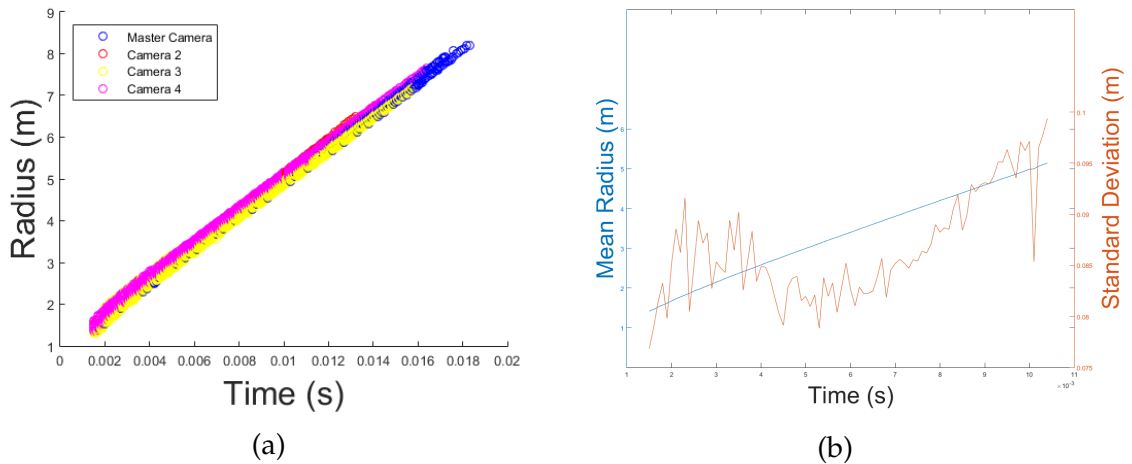 9
8
7
6
5
4
3
2
1
Radius (m)
Master Camera
Camera 2
Camera 3
Camera 4
0 0.002 0.004 0.006 0.008 0.01 0.012 0.014 0.016 0.018 0.02
Time (s)
(a)
Mean Radius (m)
6
5
4
3
2
1
Standard Deviation (m)
0.1
0.095
0.09
0.085
0.08
0.075
1 2 3 4 5 6 7 8 9 10 11
×10⁻³
Time (s)
(b)